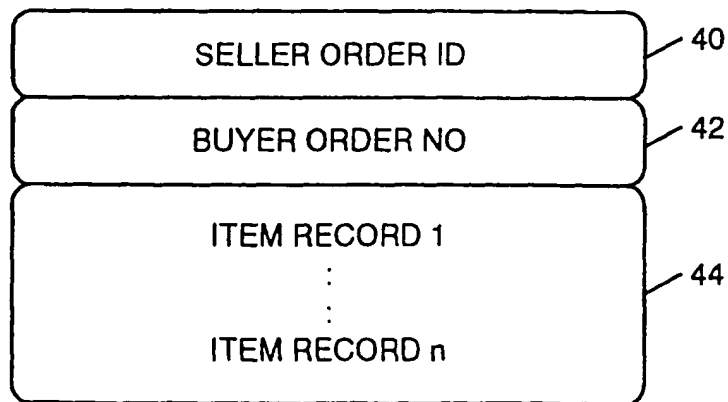 SELLER ORDER ID
40
BUYER ORDER NO
42
ITEM RECORD 1
44
ITEM RECORD n